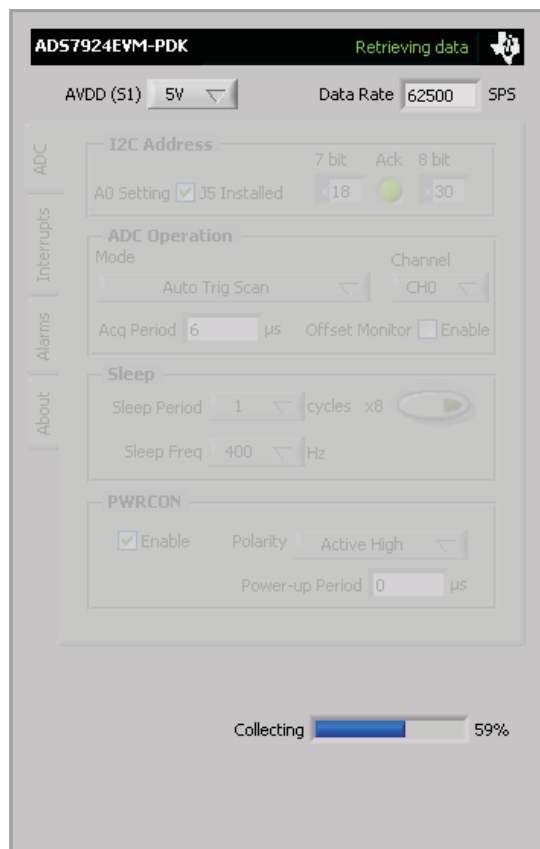 ADS7924EVM-PDK Retrieving data
AVDD (S1) 5V Data Rate 62500 SPS
ADC
Interrupts
Alarms
About
I2C Address
7 bit Ack 8 bit
A0 Setting J5 Installed x18 x30
ADC Operation
Mode Channel
Auto Trig Scan CH0
Acq Period 6 µs Offset Monitor Enable
Sleep
Sleep Period 1 cycles x8
Sleep Freq 400 Hz
PWRCON
Enable Polarity Active High
Power-up Period 0 µs
Collecting 59%